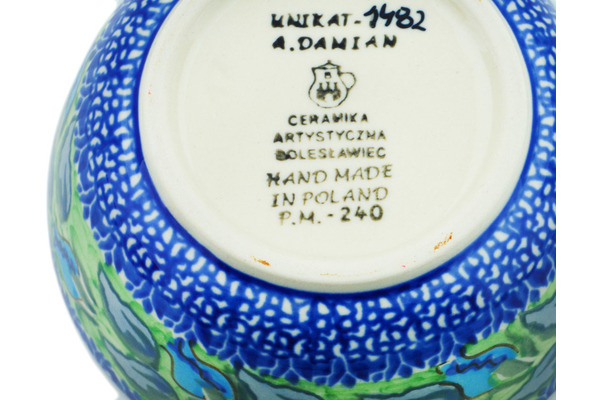 UNIKAT-1482
A.DAMIAN
CERAMIKA
ARTYSTYCZNA
BOLESŁAWIEC
HAND MADE
IN POLAND
P.M.-240